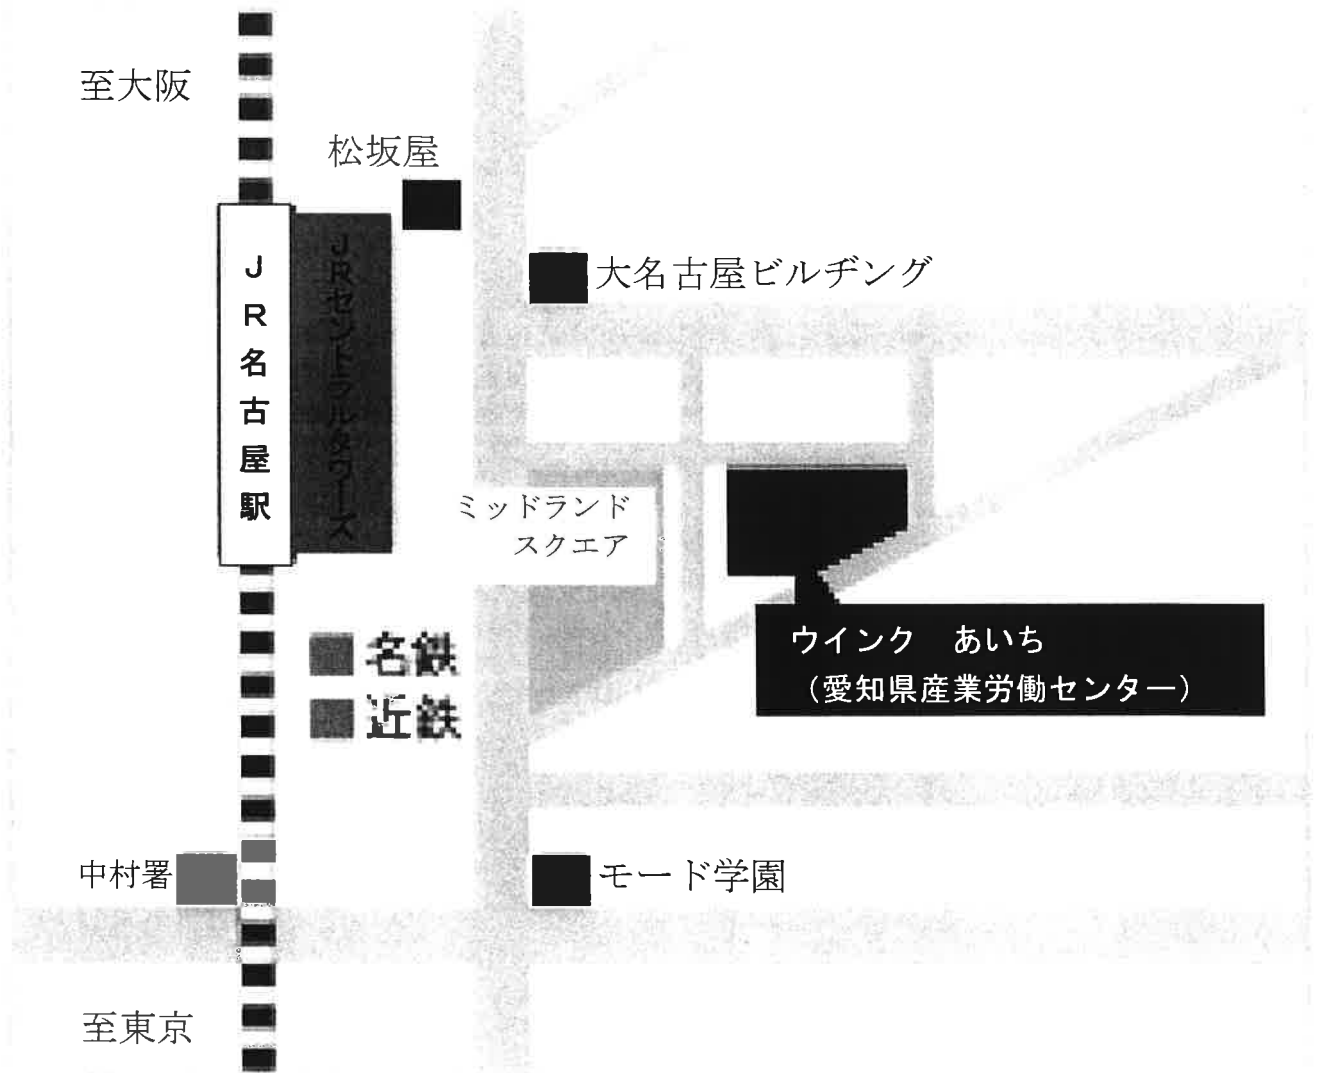 至大阪
松坂屋
JR名古屋駅
JRセントラルタワーズ
大名古屋ビルヂング
ミッドランド
スクエア
ウインク　あいち
（愛知県産業労働センター）
名鉄
近鉄
中村署
モード学園
至東京